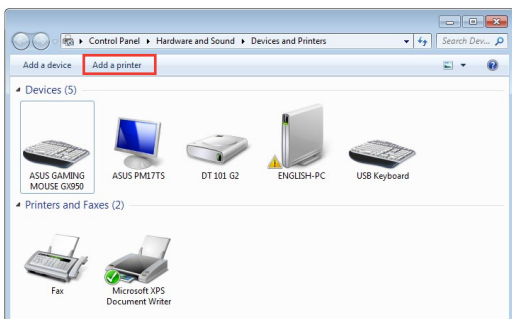 Control Panel ▸ Hardware and Sound ▸ Devices and Printers
Search Dev...
Add a device
Add a printer
Devices (5)
ASUS GAMING
MOUSE GX950
ASUS PM17TS
DT 101 G2
ENGLISH-PC
USB Keyboard
Printers and Faxes (2)
Fax
Microsoft XPS
Document Writer